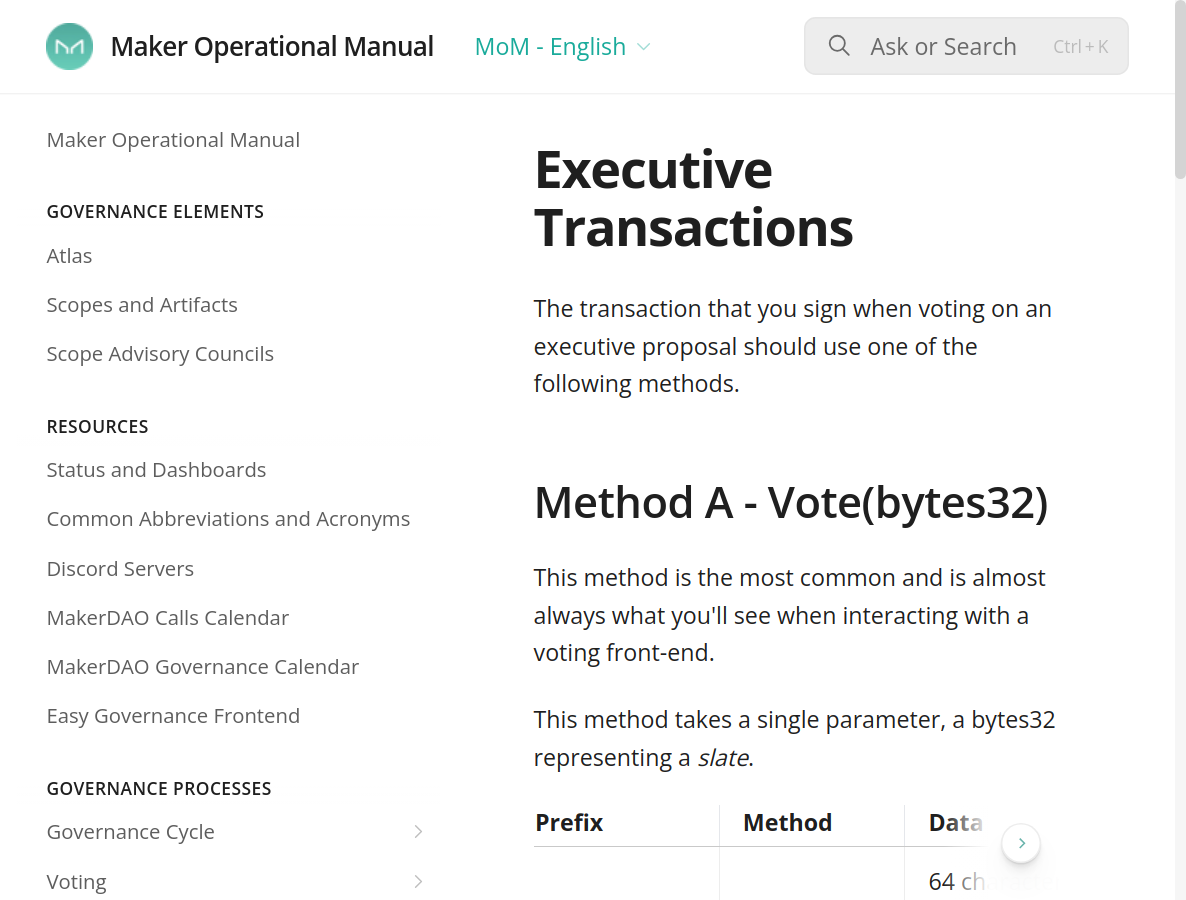 Maker Operational Manual
MoM - English
Ask or Search
Ctrl + K
Maker Operational Manual
GOVERNANCE ELEMENTS
Atlas
Scopes and Artifacts
Scope Advisory Councils
RESOURCES
Status and Dashboards
Common Abbreviations and Acronyms
Discord Servers
MakerDAO Calls Calendar
MakerDAO Governance Calendar
Easy Governance Frontend
GOVERNANCE PROCESSES
Governance Cycle
Voting
Executive
Transactions
The transaction that you sign when voting on an
executive proposal should use one of the
following methods.
Method A - Vote(bytes32)
This method is the most common and is almost
always what you'll see when interacting with a
voting front-end.
This method takes a single parameter, a bytes32
representing a slate.
Prefix Method Data
64